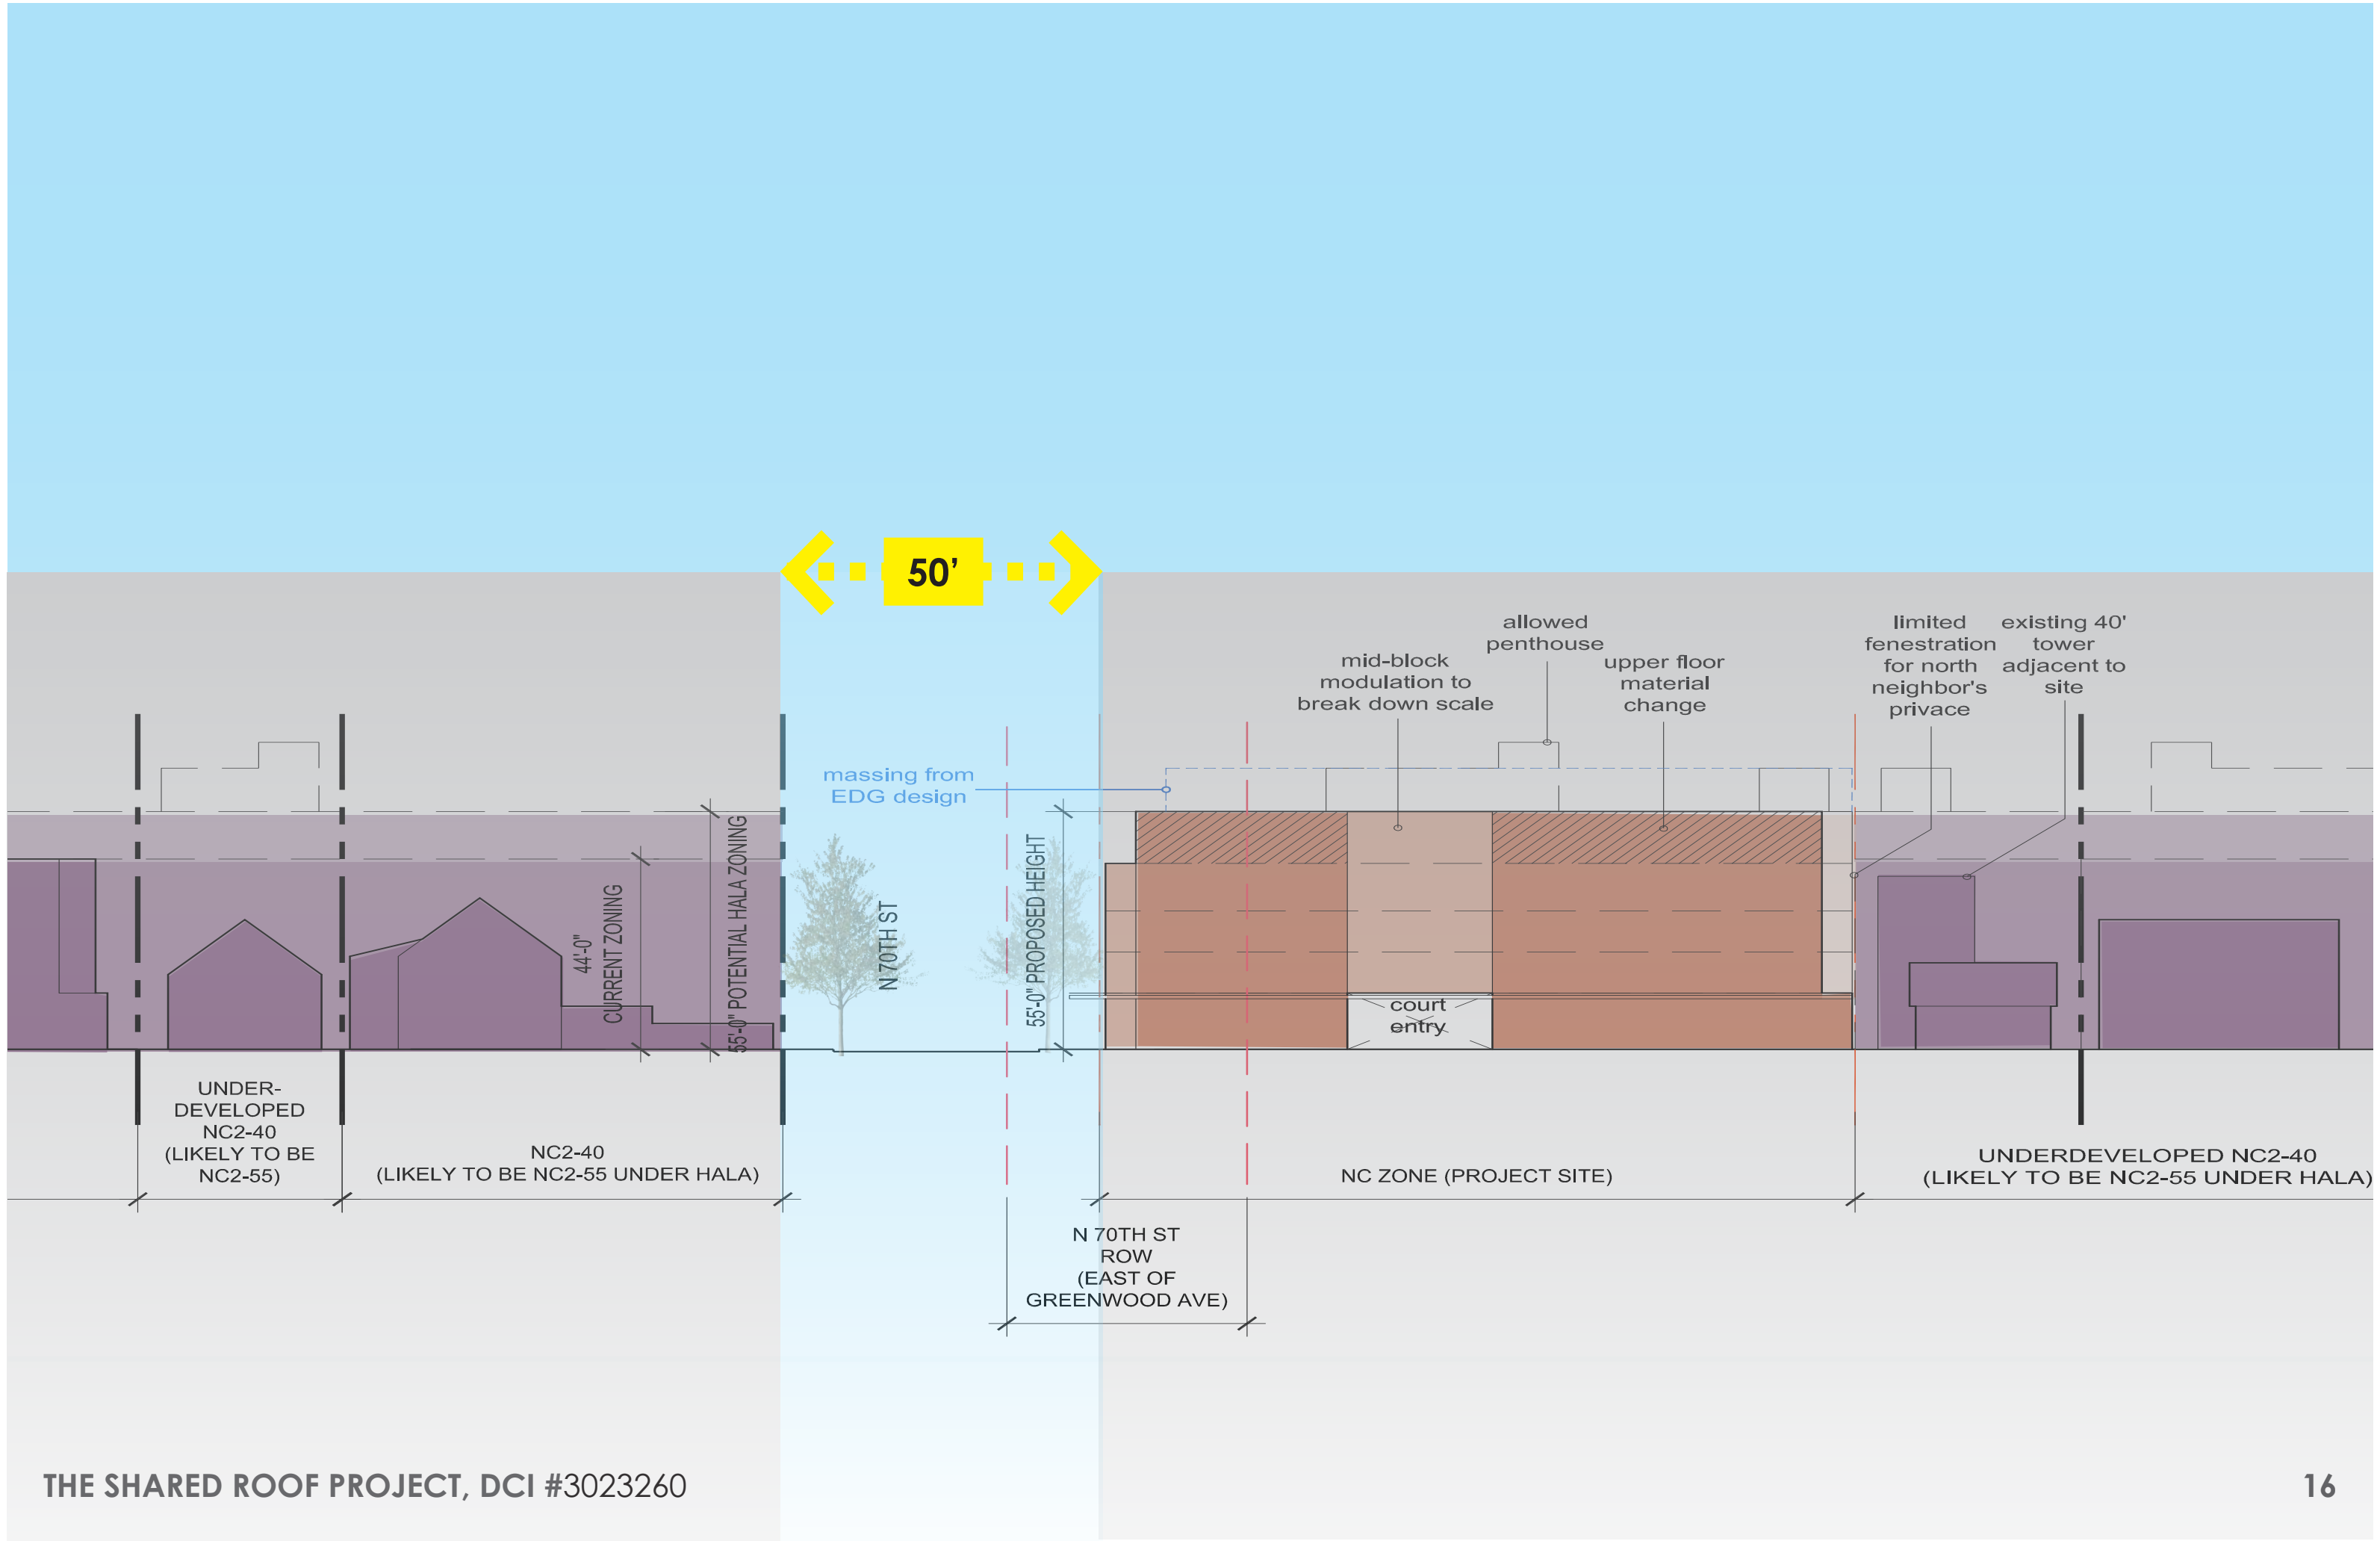 50’
allowed
penthouse
limited
fenestration
for north
neighbor's
privace
existing 40'
tower
adjacent to
site
mid-block
modulation to
break down scale
upper floor
material
change
massing from
EDG design
44'-0"
CURRENT ZONING
55'-0" POTENTIAL HALA ZONING
N 70TH ST
55'-0" PROPOSED HEIGHT
court
entry
UNDER-
DEVELOPED
NC2-40
(LIKELY TO BE
NC2-55)
NC2-40
(LIKELY TO BE NC2-55 UNDER HALA)
NC ZONE (PROJECT SITE)
UNDERDEVELOPED NC2-40
(LIKELY TO BE NC2-55 UNDER HALA)
N 70TH ST
ROW
(EAST OF
GREENWOOD AVE)
THE SHARED ROOF PROJECT, DCI #3023260
16